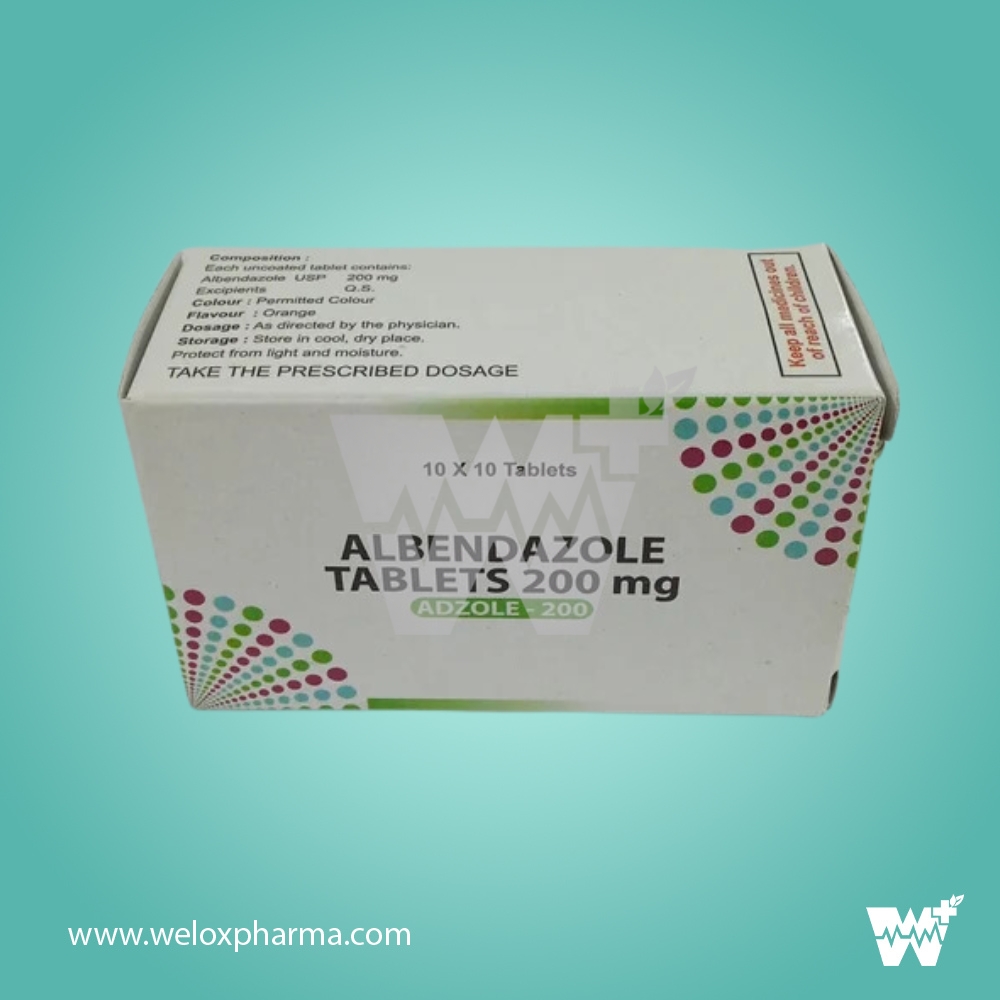 Composition :
Each uncoated tablet contains:
Albendazole USP 200 mg
Excipients Q.S.
Colour : Permitted Colour
Flavour : Orange
Dosage : As directed by the physician.
Storage : Store in cool, dry place.
Protect from light and moisture.
TAKE THE PRESCRIBED DOSAGE
Keep all medicines out
of reach of children.
10 X 10 Tablets
ALBENDAZOLE
TABLETS 200 mg
ADZOLE - 200
www.weloxpharma.com